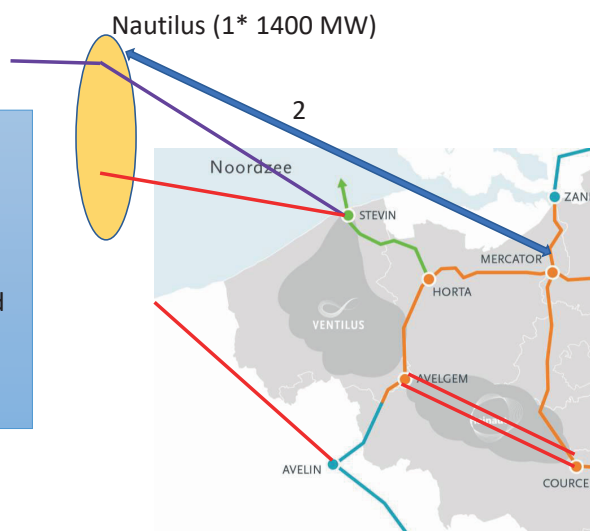 Nautilus (1* 1400 MW)
2
Noordzee
ZAN
STEVIN
MERCATOR
HORTA
d
VENTILUS
AVELGEM
AVELIN
COURCE